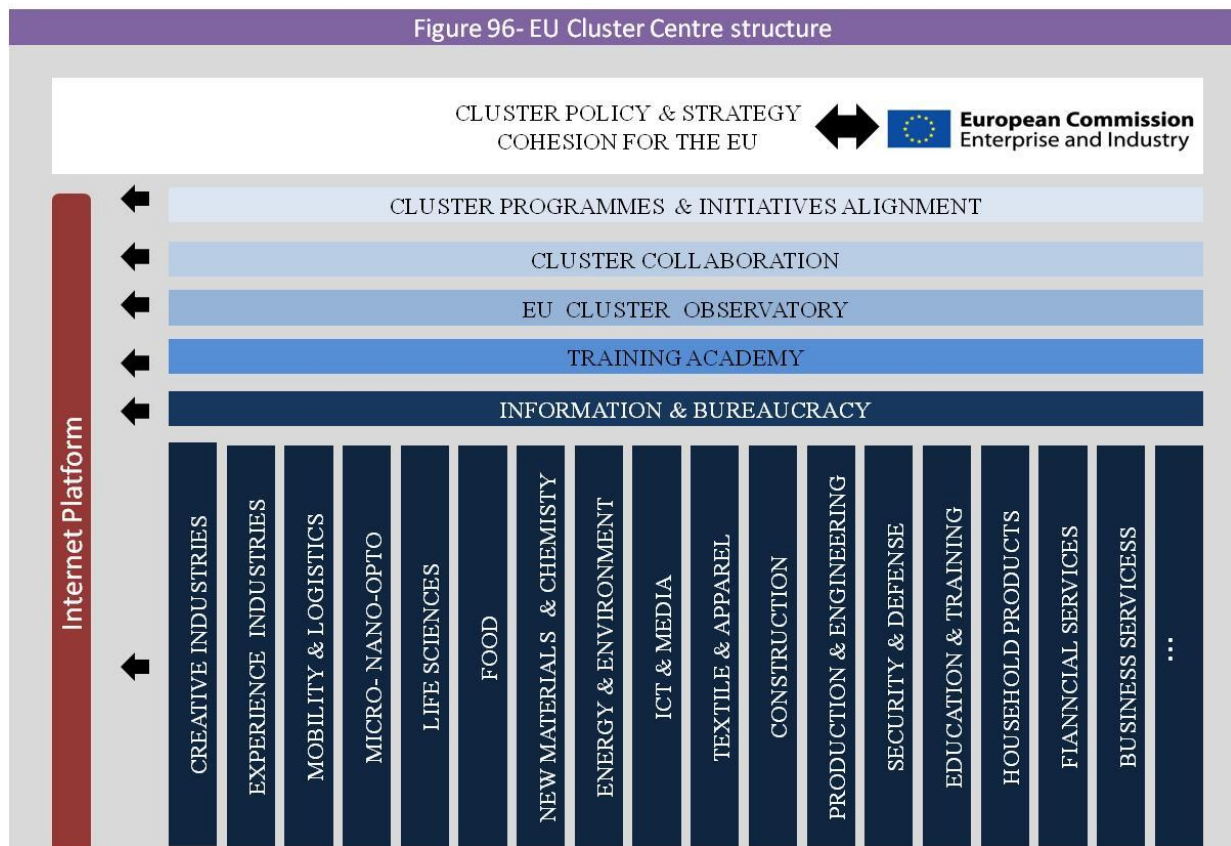 Figure 96- EU Cluster Centre structure
CLUSTER POLICY & STRATEGY
COHESION FOR THE EU
European Commission
Enterprise and Industry
CLUSTER PROGRAMMES & INITIATIVES ALIGNMENT
CLUSTER COLLABORATION
EU CLUSTER OBSERVATORY
TRAINING ACADEMY
INFORMATION & BUREAUCRACY
Internet Platform
CREATIVE INDUSTRIES
EXPERIENCE INDUSTRIES
MOBILITY & LOGISTICS
MICRO- NANO-OPTO
LIFE SCIENCES
FOOD
NEW MATERIALS & CHEMISTY
ENERGY & ENVIRONMENT
ICT & MEDIA
TEXTILE & APPAREL
CONSTRUCTION
PRODUCTION & ENGINEERING
SECURITY & DEFENSE
EDUCATION & TRAINING
HOUSEHOLD PRODUCTS
FIANNCIAL SERVICES
BUSINESS SERVICESS
...